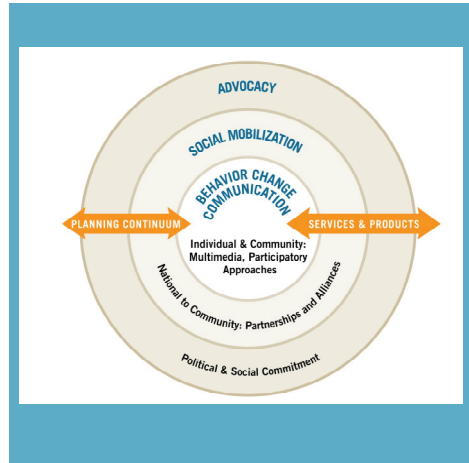 ADVOCACY
SOCIAL MOBILIZATION
BEHAVIOR CHANGE
COMMUNICATION
PLANNING CONTINUUM
SERVICES & PRODUCTS
Individual & Community:
Multimedia, Participatory
Approaches
National to Community: Partnerships and Alliances
Political & Social Commitment